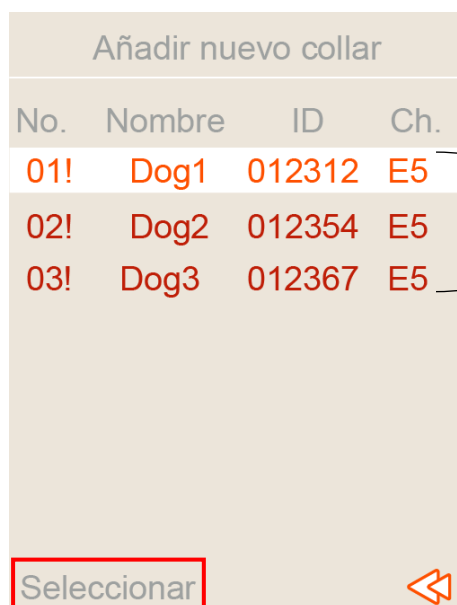 Añadir nuevo collar
No. Nombre ID Ch.
01! Dog1 012312 E5
02! Dog2 012354 E5
03! Dog3 012367 E5
Seleccionar